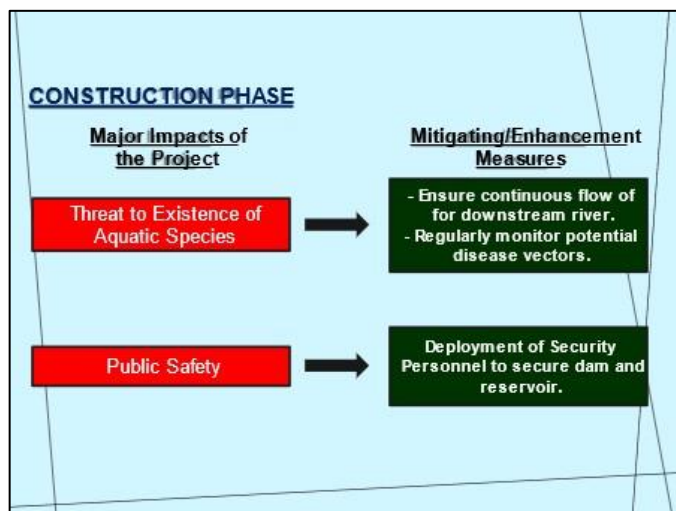 CONSTRUCTION PHASE
Major Impacts of
the Project
Mitigating/Enhancement
Measures
Threat to Existence of
Aquatic Species
- Ensure continuous flow of
for downstream river.
- Regularly monitor potential
disease vectors.
Public Safety
Deployment of Security
Personnel to secure dam and
reservoir.